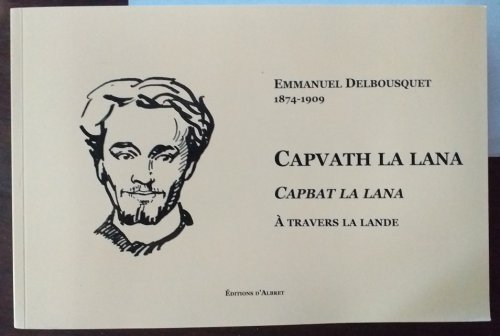 EMMANUEL DELBOUSQUET
1874-1909
CAPVATH LA LANA
CAPBAT LA LANA
À TRAVERS LA LANDE
ÉDITIONS D'ALBRET